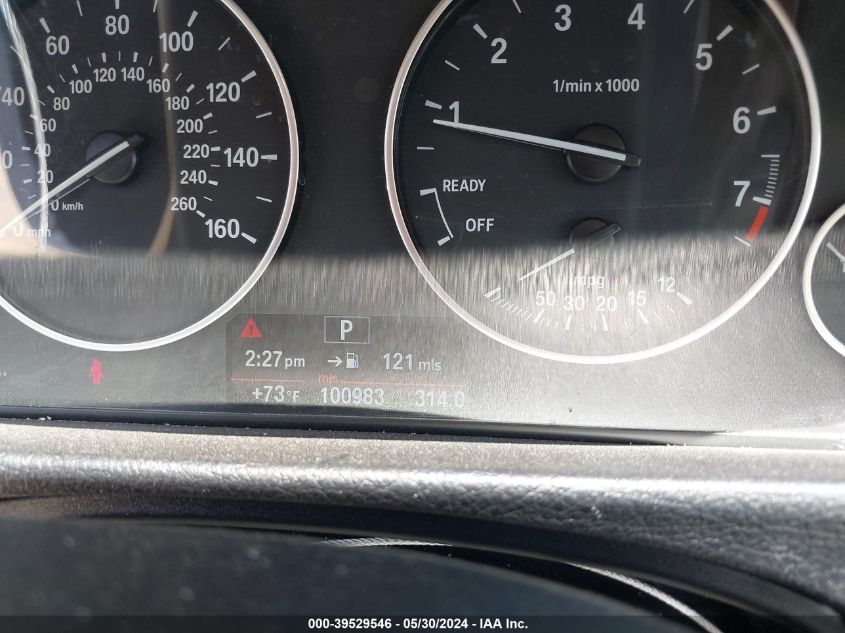 60 80 100 120 140 160
20 40 60 80 100 120 140 160 180 200 220 240 260
0 km/h
0 mph
1 2 3 4 5 6 7
1/min x 1000
READY
OFF
mpg
50 30 20 15 12
P
2:27 pm → 121 mls
mls
+73°F 100983 314.0
000-39529546 - 05/30/2024 - IAA Inc.